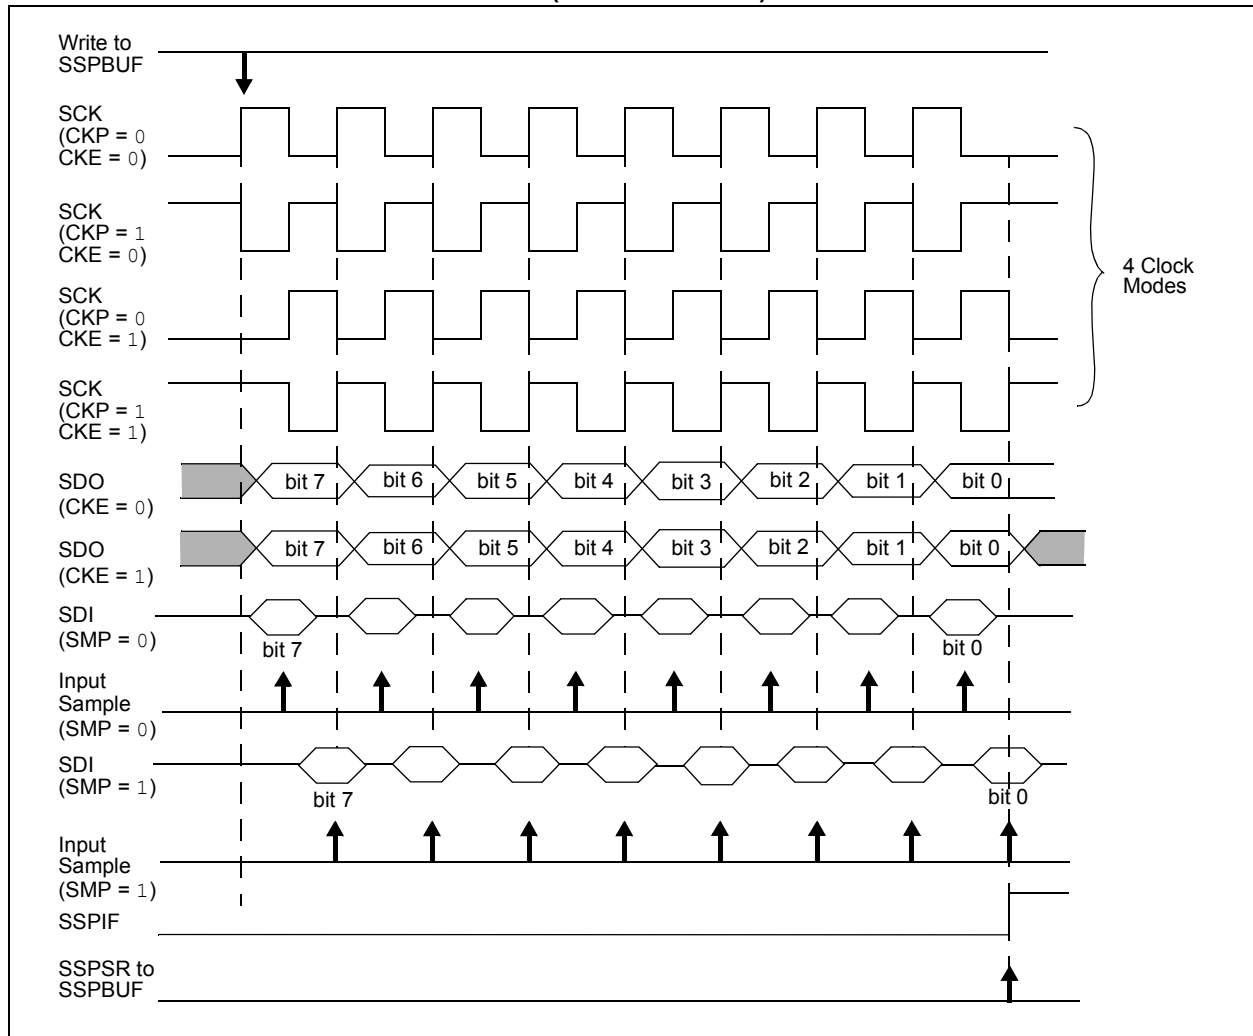 Write to
SSPBUF
SCK
(CKP = 0
CKE = 0)
SCK
(CKP = 1
CKE = 0)
4 Clock
Modes
SCK
(CKP = 0
CKE = 1)
SCK
(CKP = 1
CKE = 1)
SDO
(CKE = 0)
bit 7 bit 6 bit 5 bit 4 bit 3 bit 2 bit 1 bit 0
SDO
(CKE = 1)
bit 7 bit 6 bit 5 bit 4 bit 3 bit 2 bit 1 bit 0
SDI
(SMP = 0)
bit 7 bit 0
Input
Sample
(SMP = 0)
SDI
(SMP = 1)
bit 7 bit 0
Input
Sample
(SMP = 1)
SSPIF
SSPSR to
SSPBUF